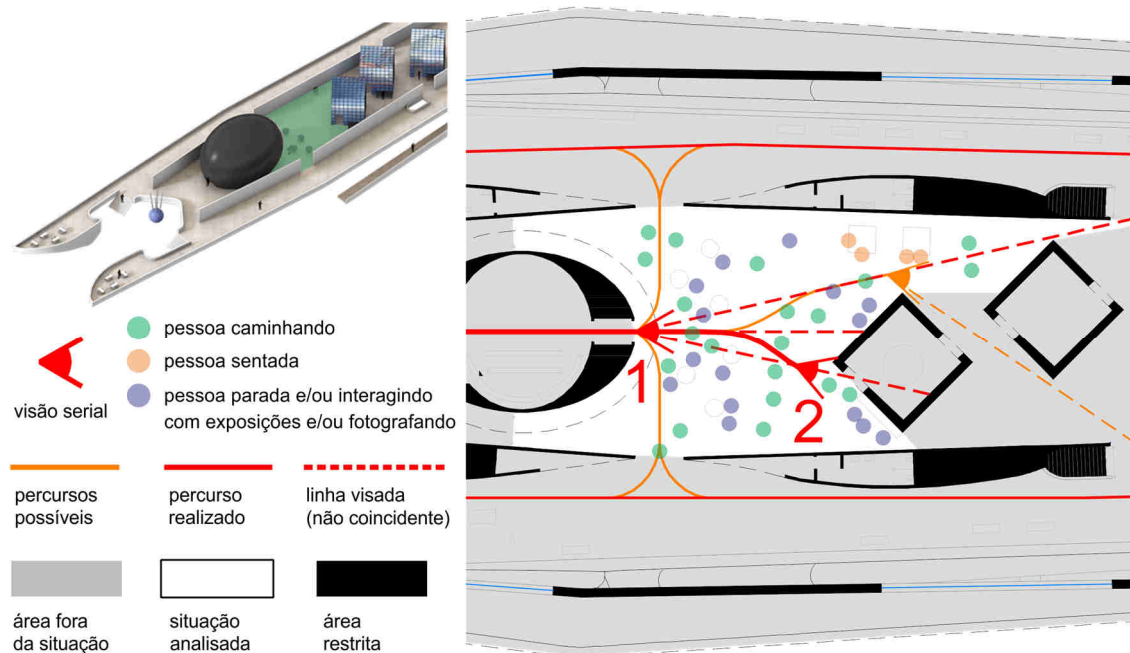 pessoa caminhando
pessoa sentada
pessoa parada e/ou interagindo
com exposições e/ou fotografando
visão serial
percursos
possíveis
percurso
realizado
linha visada
(não coincidente)
área fora
da situação
situação
analisada
área
restrita
1
2